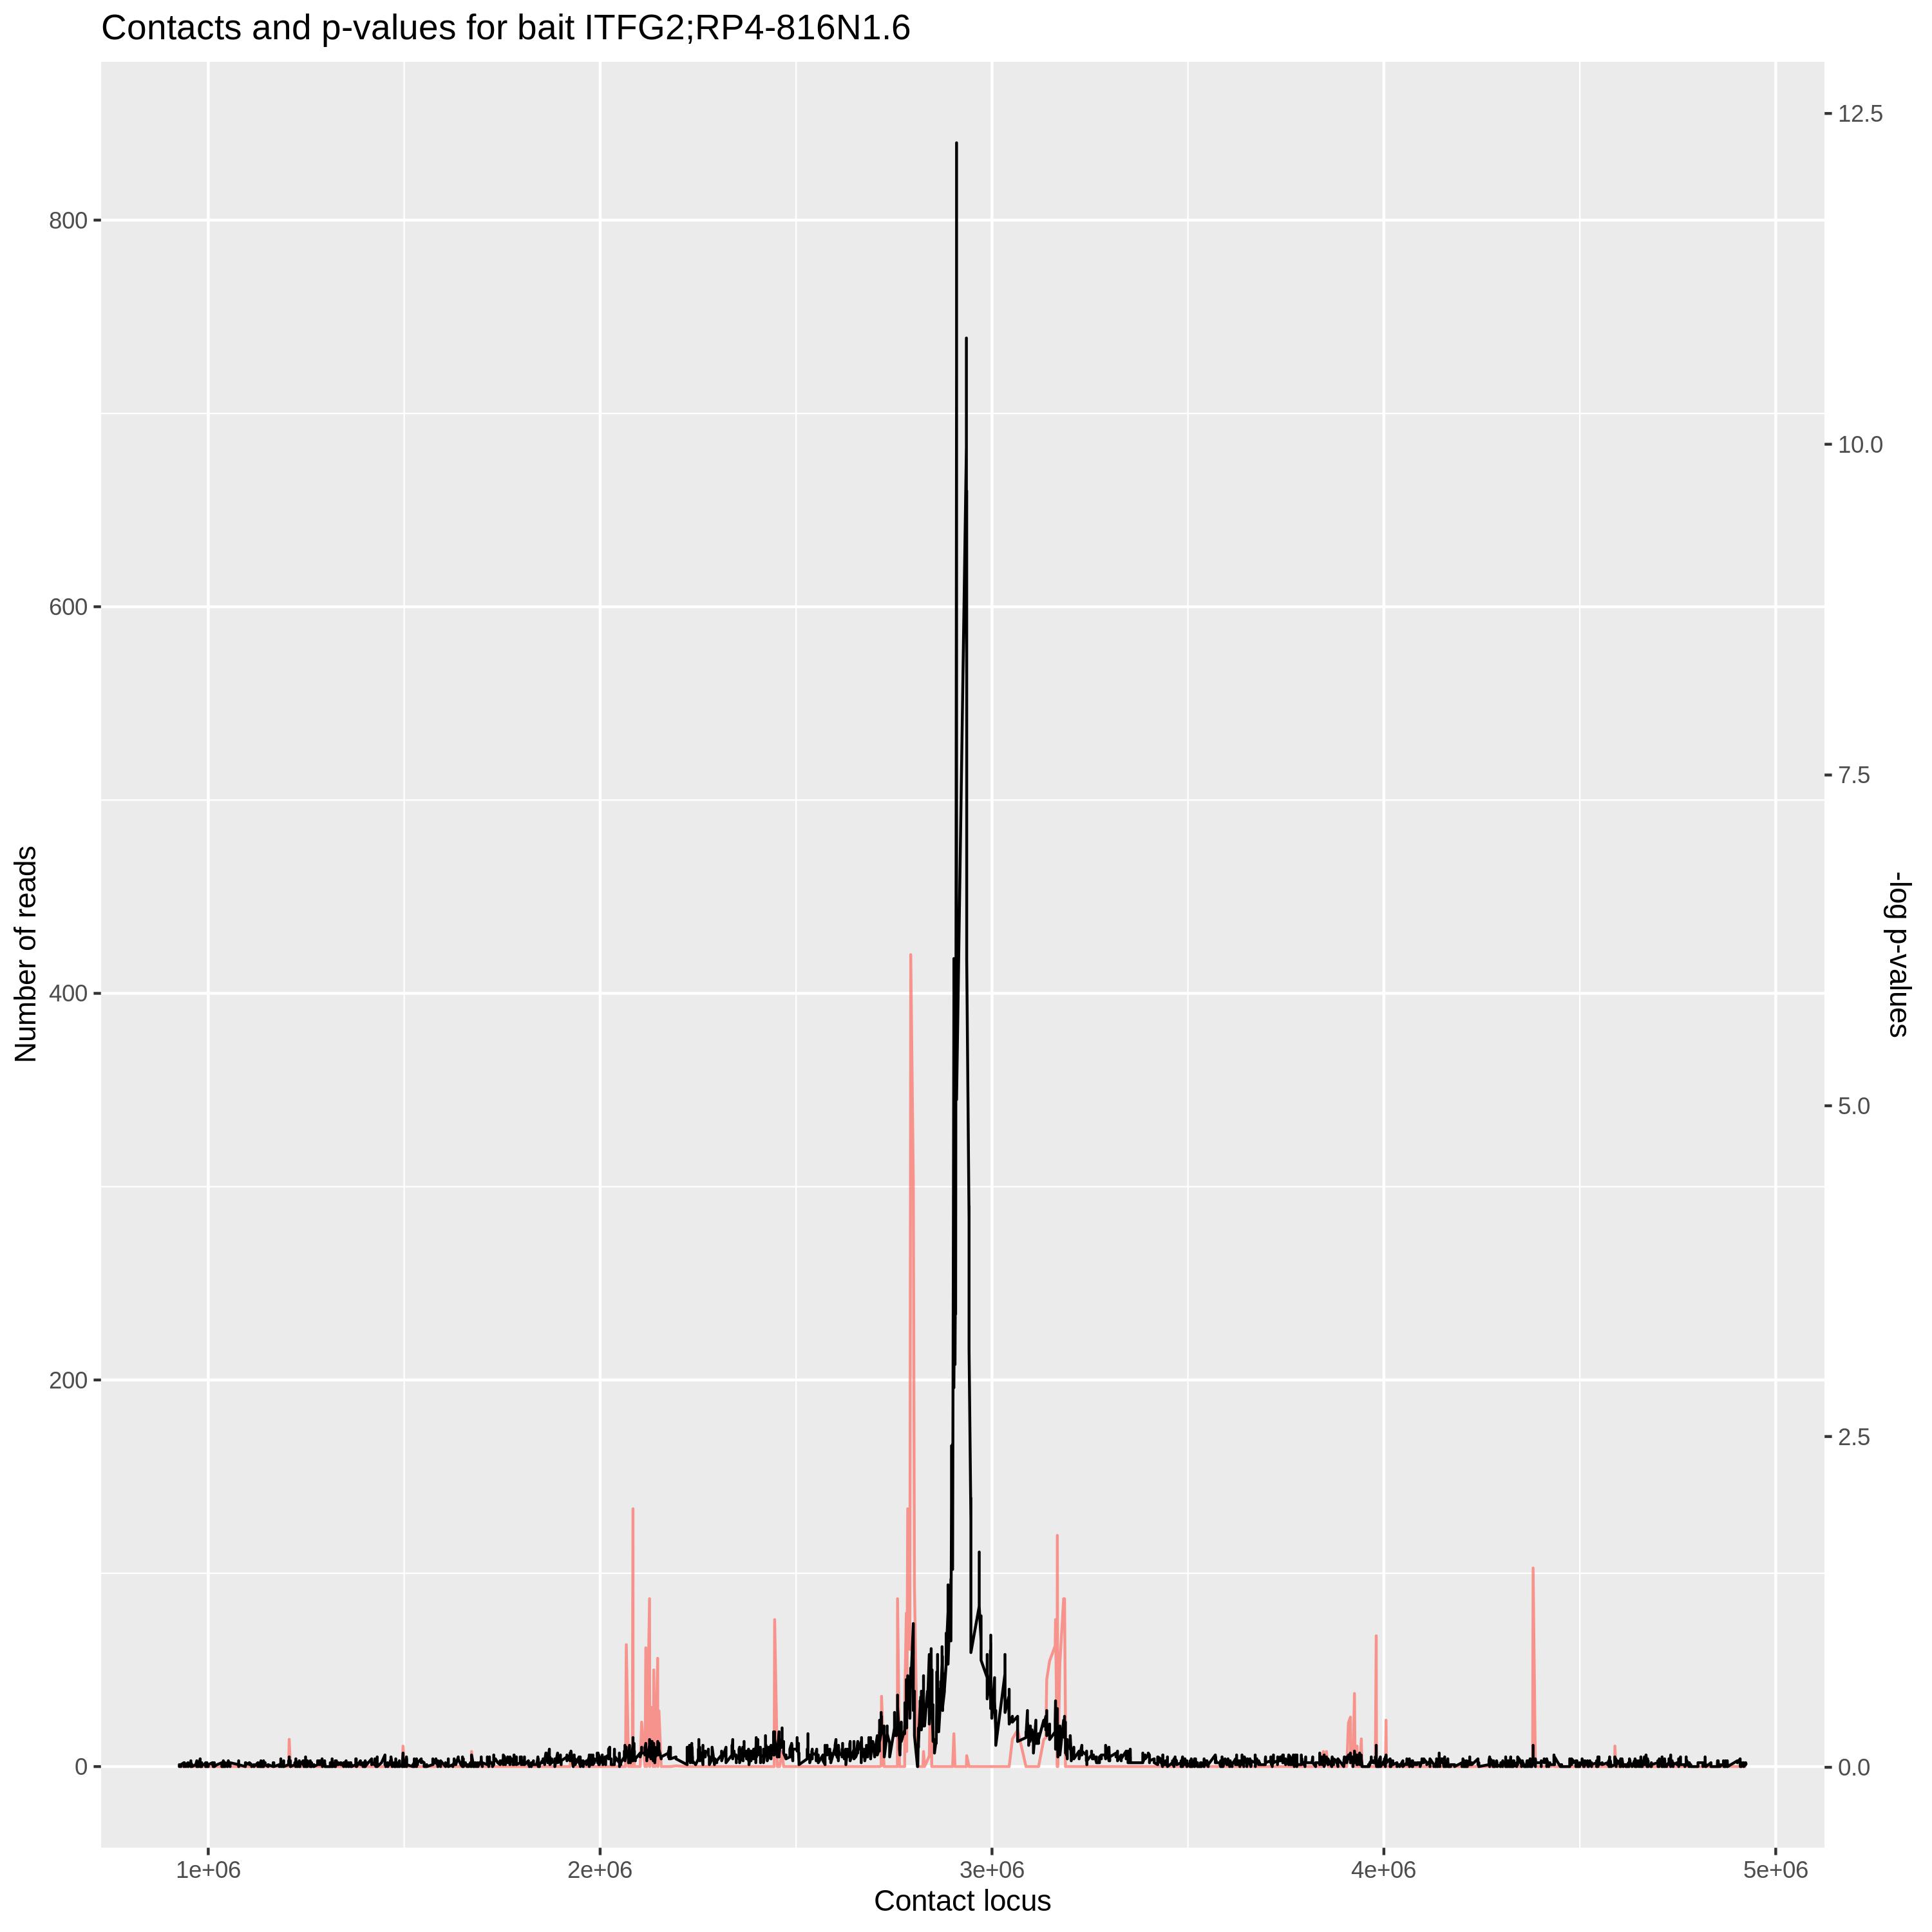 Contacts and p-values for bait ITFG2;RP4-816N1.6
Number of reads
800
600
400
200
0
12.5
10.0
7.5
5.0
2.5
0.0
-log p-values
1e+06
2e+06
3e+06
4e+06
5e+06
Contact locus